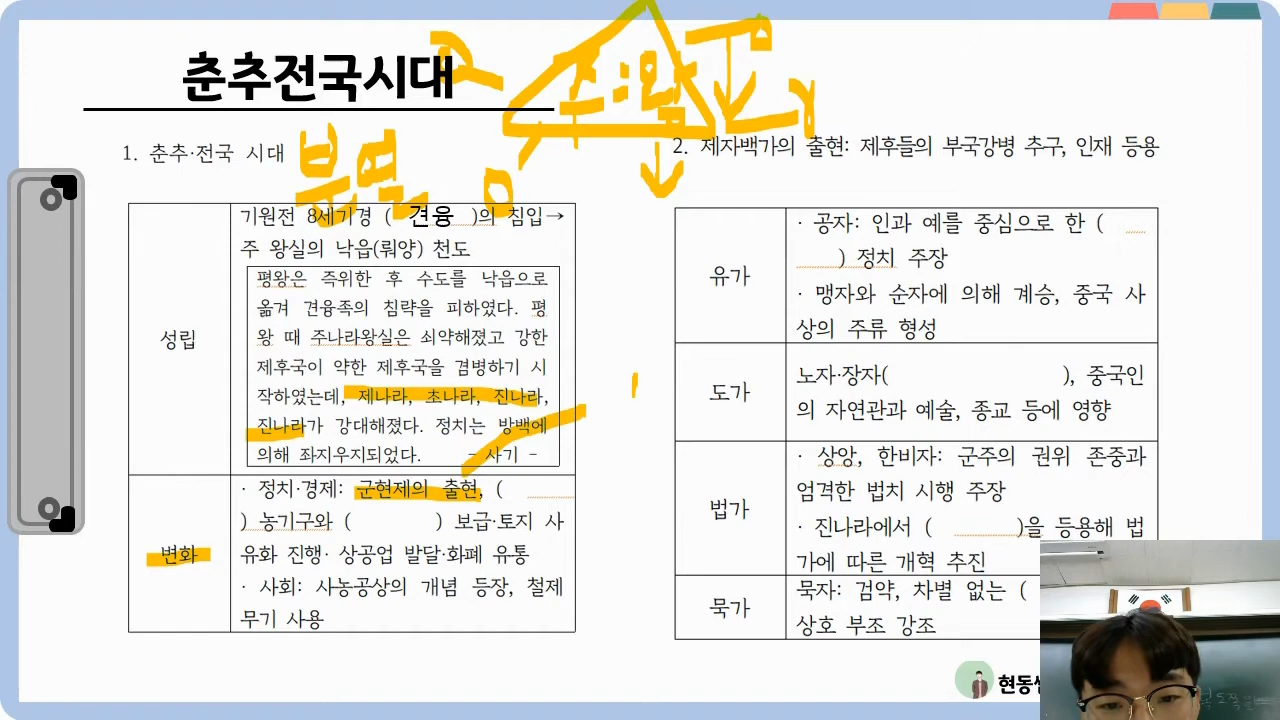 춘추전국시대
주:왕
부열
1. 춘추·전국 시대
성립
기원전 8세기경 ( 견융 )의 침입→
주 왕실의 낙읍(뤄양) 천도
평왕은 즉위한 후 수도를 낙읍으로
옮겨 견융족의 침략을 피하였다. 평
왕 때 주나라왕실은 쇠약해졌고 강한
제후국이 약한 제후국을 겸병하기 시
작하였는데, 제나라, 초나라, 진나라,
진나라가 강대해졌다. 정치는 방백에
의해 좌지우지되었다. - 사기 -
변화
· 정치·경제: 군현제의 출현, (
) 농기구와 ( ) 보급·토지 사
유화 진행· 상공업 발달·화폐 유통
· 사회: 사농공상의 개념 등장, 철제
무기 사용
2. 제자백가의 출현: 제후들의 부국강병 추구, 인재 등용
유가
· 공자: 인과 예를 중심으로 한 (
) 정치 주장
· 맹자와 순자에 의해 계승, 중국 사
상의 주류 형성
도가
노자·장자( ), 중국인
의 자연관과 예술, 종교 등에 영향
법가
· 상앙, 한비자: 군주의 권위 존중과
엄격한 법치 시행 주장
· 진나라에서 ( )을 등용해 법
가에 따른 개혁 추진
묵가
묵자: 검약, 차별 없는 (
상호 부조 강조
현동